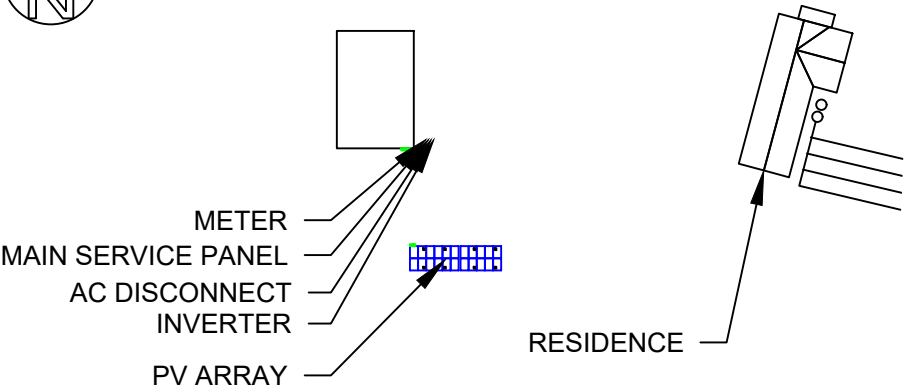 N
METER
MAIN SERVICE PANEL
AC DISCONNECT
INVERTER
RESIDENCE
PV ARRAY